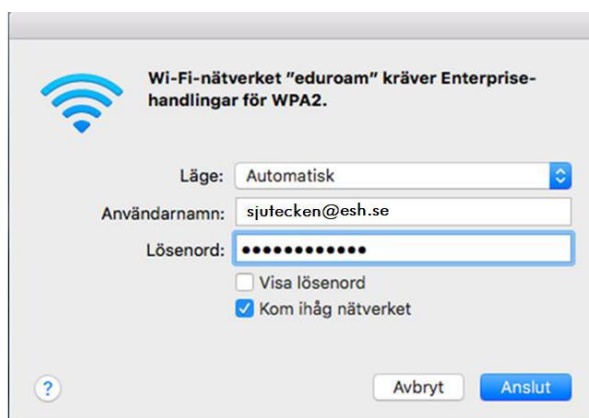 Wi-Fi-nätverket ”eduroam” kräver Enterprise-
handlingar för WPA2.
Läge: Automatisk
Användarnamn: sjutecken@esh.se
Lösenord: ••••••••••••
Visa lösenord
Kom ihåg nätverket
? Avbryt Anslut